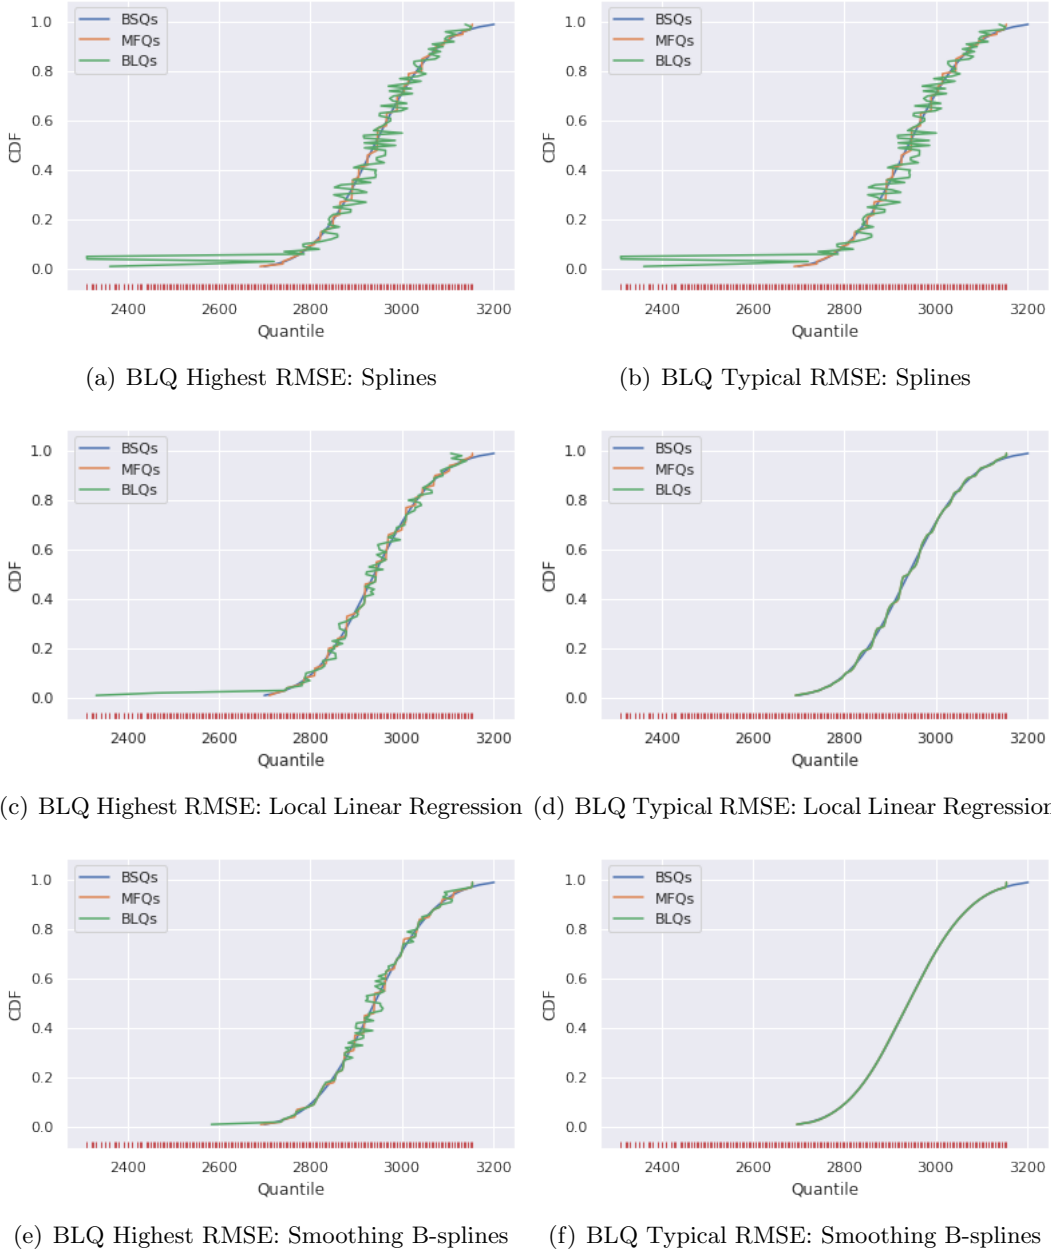 BSQs
MFQs
BLQs
1.0
0.8
0.6
0.4
0.2
0.0
CDF
2400 2600 2800 3000 3200
Quantile
(a) BLQ Highest RMSE: Splines
BSQs
MFQs
BLQs
1.0
0.8
0.6
0.4
0.2
0.0
CDF
2400 2600 2800 3000 3200
Quantile
(b) BLQ Typical RMSE: Splines
BSQs
MFQs
BLQs
1.0
0.8
0.6
0.4
0.2
0.0
CDF
2400 2600 2800 3000 3200
Quantile
(c) BLQ Highest RMSE: Local Linear Regression
BSQs
MFQs
BLQs
1.0
0.8
0.6
0.4
0.2
0.0
CDF
2400 2600 2800 3000 3200
Quantile
(d) BLQ Typical RMSE: Local Linear Regression
BSQs
MFQs
BLQs
1.0
0.8
0.6
0.4
0.2
0.0
CDF
2400 2600 2800 3000 3200
Quantile
(e) BLQ Highest RMSE: Smoothing B-splines
BSQs
MFQs
BLQs
1.0
0.8
0.6
0.4
0.2
0.0
CDF
2400 2600 2800 3000 3200
Quantile
(f) BLQ Typical RMSE: Smoothing B-splines